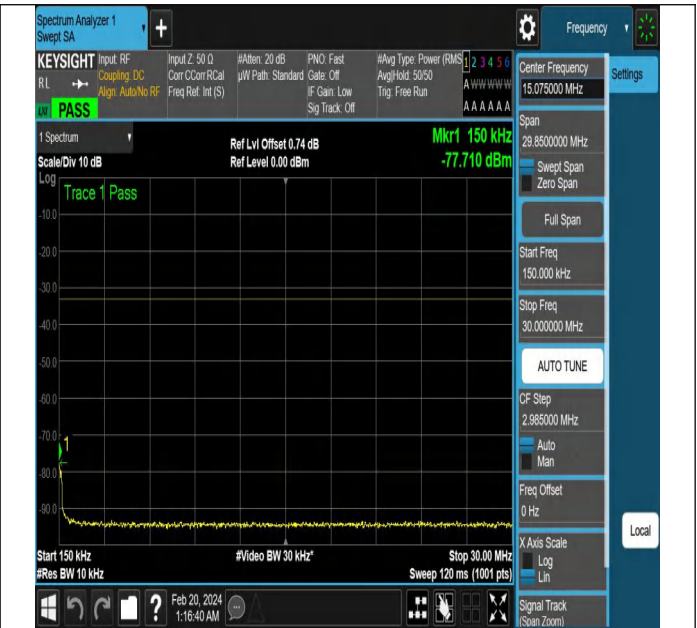 Spectrum Analyzer 1
Swept SA
+
Frequency
KEYSIGHT
RL
LXI
PASS
Input: RF
Coupling: DC
Align: Auto/No RF
Input Z: 50 Ω
Corr CCorr RCal
Freq Ref: Int (S)
#Atten: 20 dB
µW Path: Standard
PNO: Fast
Gate: Off
IF Gain: Low
Sig Track: Off
#Avg Type: Power (RMS
Avg|Hold: 50/50
Trig: Free Run
1 2 3 4 5 6
A W W W W W
A A A A A A
1 Spectrum
Scale/Div 10 dB
Ref Lvl Offset 0.74 dB
Ref Level 0.00 dBm
Mkr1 150 kHz
-77.710 dBm
Log
Trace 1 Pass
-10.0
-20.0
-30.0
-40.0
-50.0
-60.0
-70.0
1
-80.0
-90.0
Start 150 kHz
#Res BW 10 kHz
#Video BW 30 kHz*
Stop 30.00 MHz
Sweep 120 ms (1001 pts)
?
Feb 20, 2024
1:16:40 AM
Center Frequency
15.075000 MHz
Settings
Span
29.8500000 MHz
Swept Span
Zero Span
Full Span
Start Freq
150.000 kHz
Stop Freq
30.000000 MHz
AUTO TUNE
CF Step
2.985000 MHz
Auto
Man
Freq Offset
0 Hz
X Axis Scale
Log
Lin
Local
Signal Track
(Span Zoom)